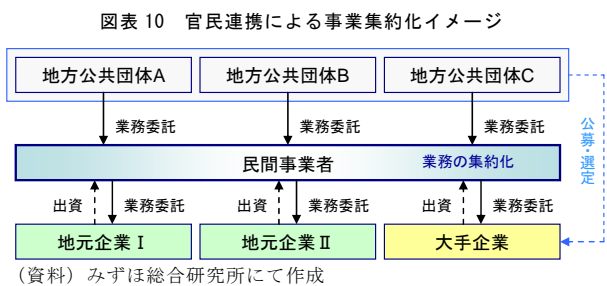 図表 10　官民連携による事業集約化イメージ
地方公共団体A
地方公共団体B
地方公共団体C
業務委託
業務委託
業務委託
公募・選定
民間事業者
業務の集約化
出資
業務委託
出資
業務委託
出資
業務委託
地元企業Ⅰ
地元企業Ⅱ
大手企業
（資料）みずほ総合研究所にて作成